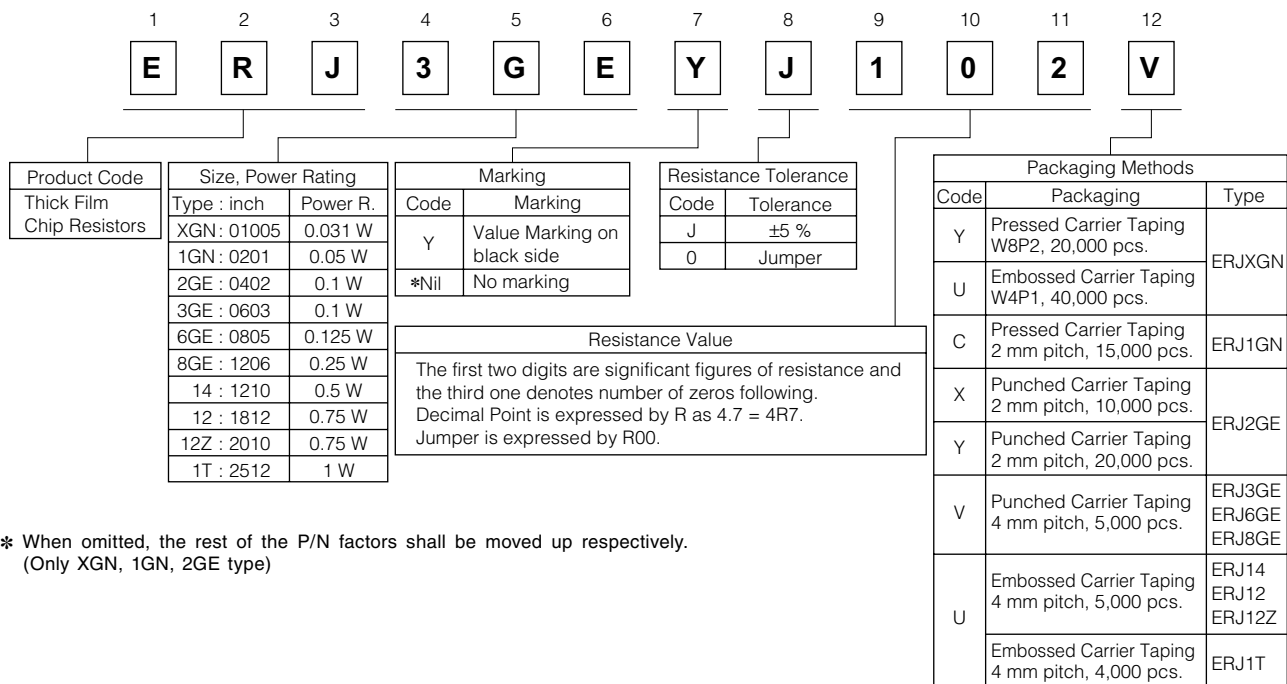 1 2 3 4 5 6 7 8 9 10 11 12
E R J 3 G E Y J 1 0 2 V
Product Code
Thick Film
Chip Resistors
Size, Power Rating
Type : inch Power R.
XGN : 01005 0.031 W
1GN : 0201 0.05 W
2GE : 0402 0.1 W
3GE : 0603 0.1 W
6GE : 0805 0.125 W
8GE : 1206 0.25 W
14 : 1210 0.5 W
12 : 1812 0.75 W
12Z : 2010 0.75 W
1T : 2512 1 W
Marking
Code Marking
Y Value Marking on
black side
*Nil No marking
Resistance Tolerance
Code Tolerance
J ±5 %
0 Jumper
Resistance Value
The first two digits are significant figures of resistance and
the third one denotes number of zeros following.
Decimal Point is expressed by R as 4.7 = 4R7.
Jumper is expressed by R00.
Packaging Methods
Code Packaging Type
Y Pressed Carrier Taping
W8P2, 20,000 pcs.
ERJXGN
U Embossed Carrier Taping
W4P1, 40,000 pcs.
C Pressed Carrier Taping
2 mm pitch, 15,000 pcs. ERJ1GN
X Punched Carrier Taping
2 mm pitch, 10,000 pcs.
ERJ2GE
Y Punched Carrier Taping
2 mm pitch, 20,000 pcs.
V Punched Carrier Taping
4 mm pitch, 5,000 pcs.
ERJ3GE
ERJ6GE
ERJ8GE
U Embossed Carrier Taping
4 mm pitch, 5,000 pcs.
ERJ14
ERJ12
ERJ12Z
Embossed Carrier Taping
4 mm pitch, 4,000 pcs. ERJ1T
* When omitted, the rest of the P/N factors shall be moved up respectively.
(Only XGN, 1GN, 2GE type)